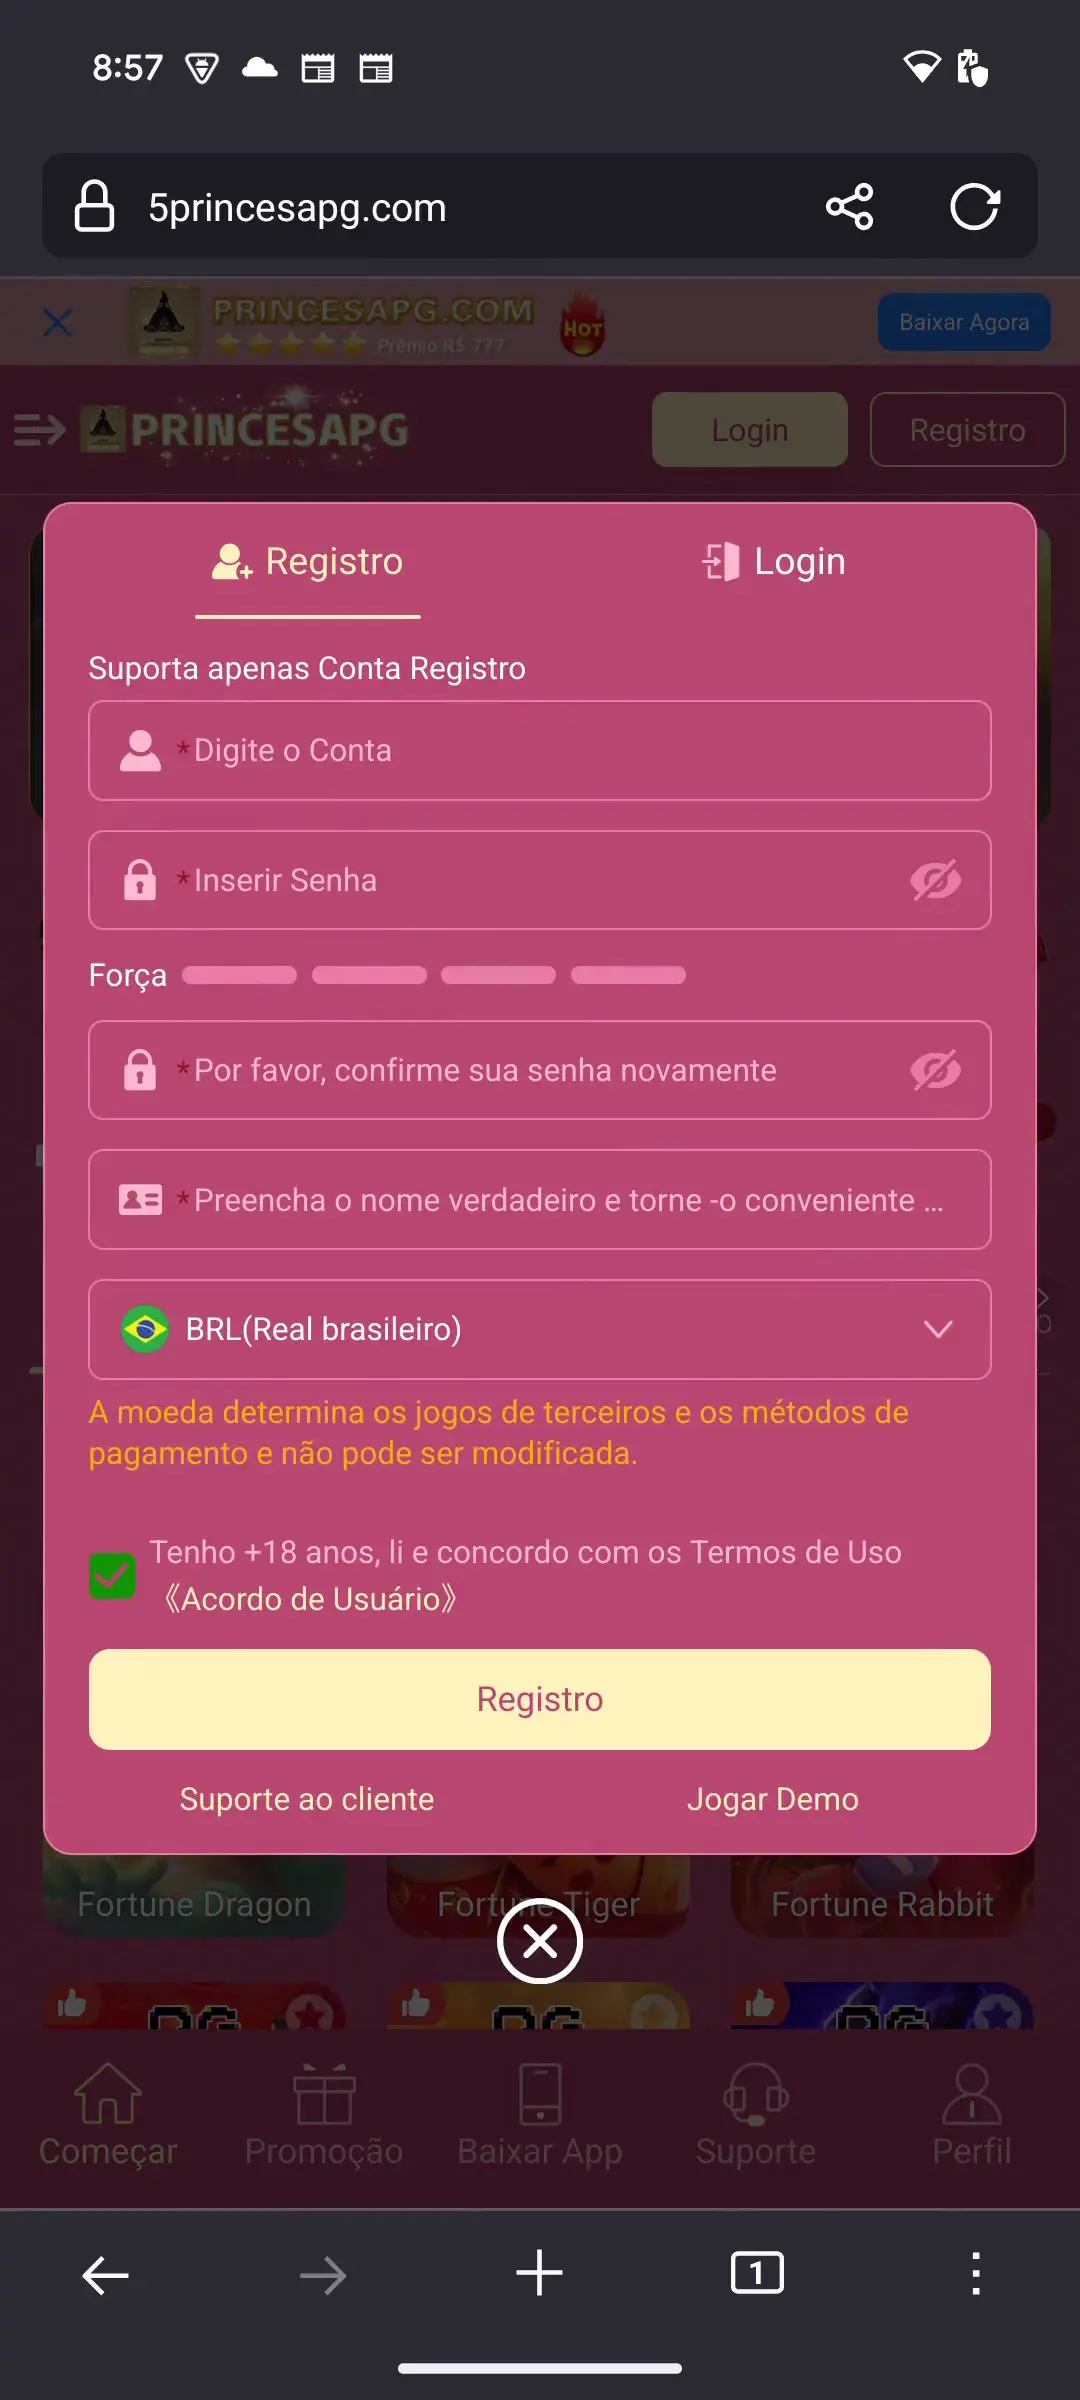 8:57
5princesapg.com
PRINCESAPG.COM
Prêmio R$ 777
HOT
Baixar Agora
PRINCESAPG
Login
Registro
Registro
Login
Suporta apenas Conta Registro
*Digite o Conta
*Inserir Senha
Força
*Por favor, confirme sua senha novamente
*Preencha o nome verdadeiro e torne -o conveniente ...
BRL(Real brasileiro)
A moeda determina os jogos de terceiros e os métodos de
pagamento e não pode ser modificada.
Tenho +18 anos, li e concordo com os Termos de Uso
《Acordo de Usuário》
Registro
Suporte ao cliente
Jogar Demo
Fortune Dragon
Fortune Tiger
Fortune Rabbit
Começar
Promoção
Baixar App
Suporte
Perfil
1